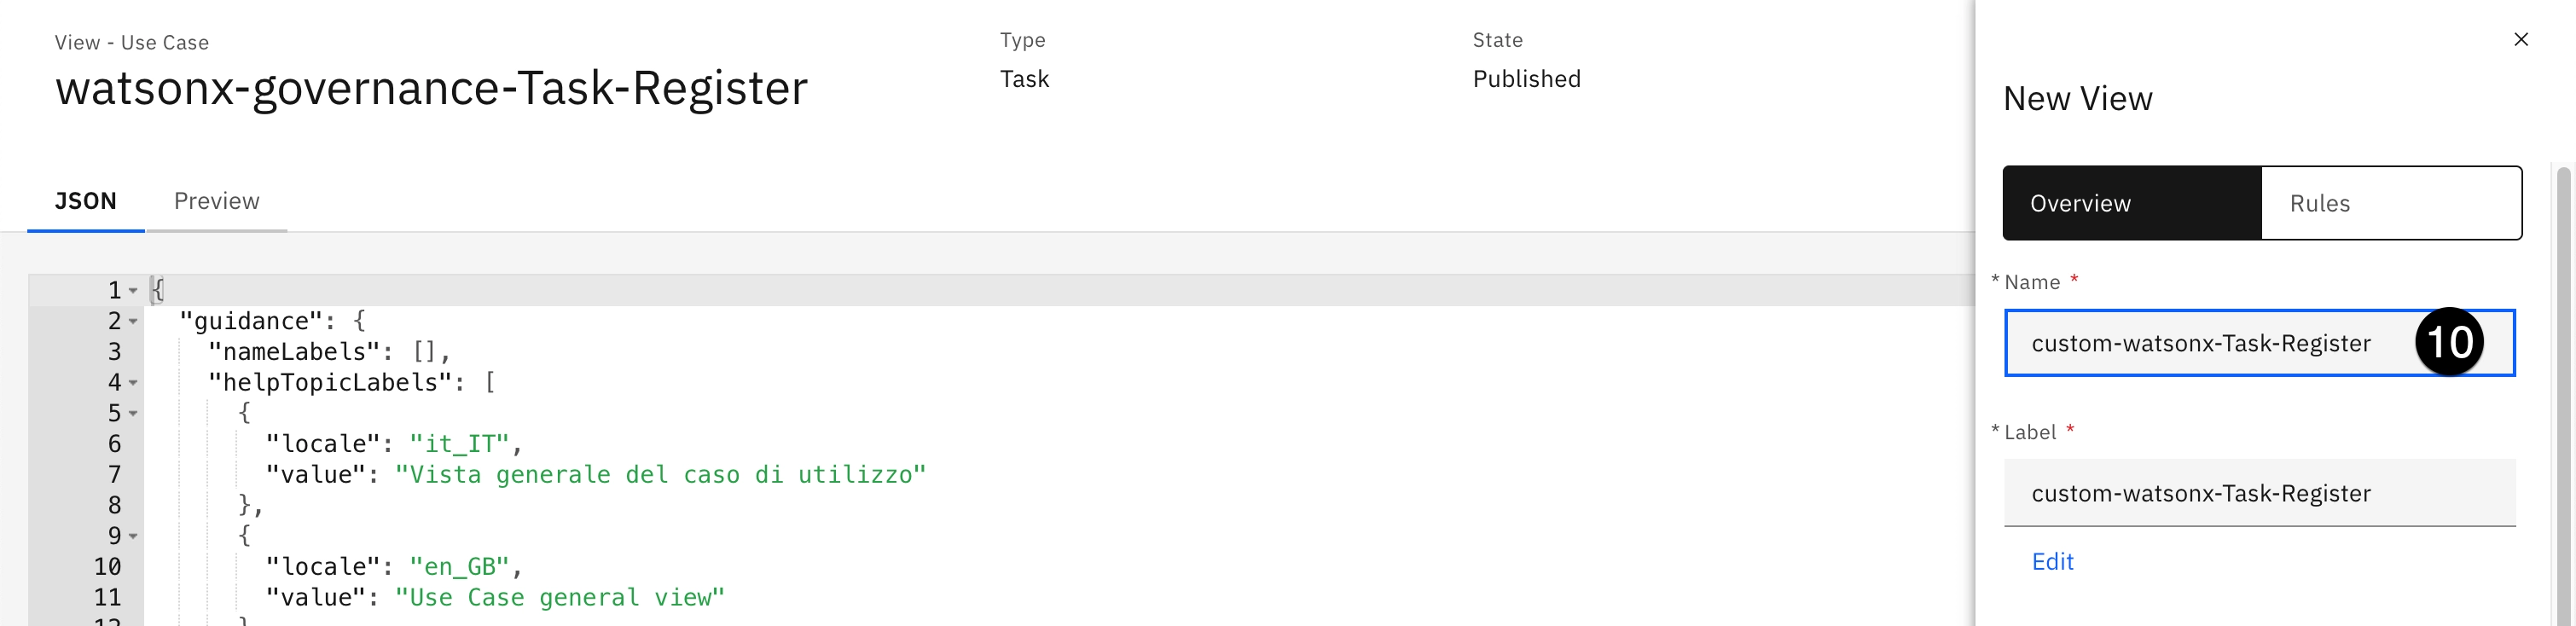 View - Use Case
watsonx-governance-Task-Register
Type
Task
State
Published
JSON
Preview
1 {
2 "guidance": {
3 "nameLabels": [],
4 "helpTopicLabels": [
5 {
6 "locale": "it_IT",
7 "value": "Vista generale del caso di utilizzo"
8 },
9 {
10 "locale": "en_GB",
11 "value": "Use Case general view"
12 }
New View
Overview
Rules
* Name *
custom-watsonx-Task-Register
10
* Label *
custom-watsonx-Task-Register
Edit